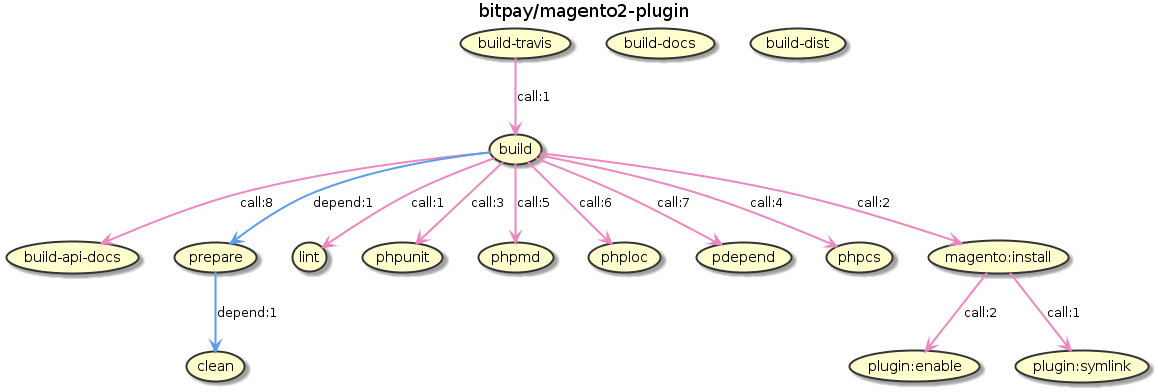 bitpay/magento2-plugin
build-travis
build-docs
build-dist
call:1
build
call:8
depend:1
call:1
call:3
call:5
call:6
call:7
call:4
call:2
build-api-docs
prepare
lint
phpunit
phpmd
phploc
pdepend
phpcs
magento:install
depend:1
call:2
call:1
clean
plugin:enable
plugin:symlink